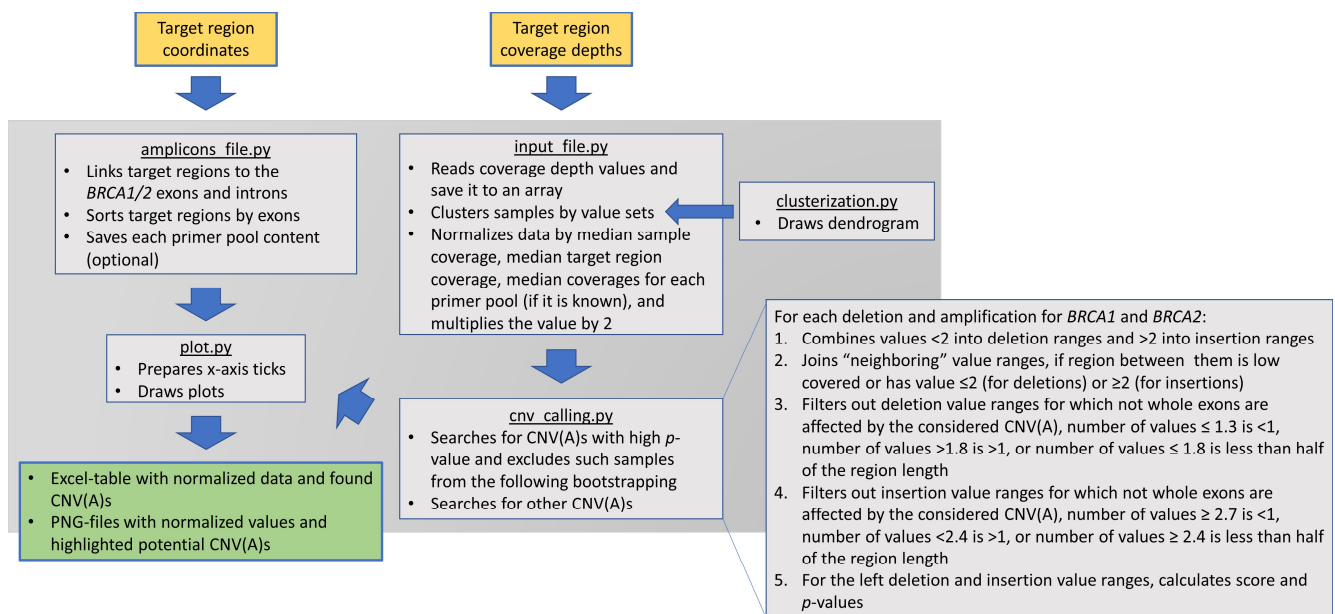 Target region
coordinates
Target region
coverage depths
amplicons_file.py
• Links target regions to the
BRCA1/2 exons and introns
• Sorts target regions by exons
• Saves each primer pool content
(optional)
input_file.py
• Reads coverage depth values and
save it to an array
• Clusters samples by value sets
• Normalizes data by median sample
coverage, median target region
coverage, median coverages for each
primer pool (if it is known), and
multiplies the value by 2
clusterization.py
• Draws dendrogram
plot.py
• Prepares x-axis ticks
• Draws plots
cnv_calling.py
• Searches for CNV(A)s with high p-
value and excludes such samples
from the following bootstrapping
• Searches for other CNV(A)s
• Excel-table with normalized data and found
CNV(A)s
• PNG-files with normalized values and
highlighted potential CNV(A)s
For each deletion and amplification for BRCA1 and BRCA2:
1. Combines values <2 into deletion ranges and >2 into insertion ranges
2. Joins “neighboring” value ranges, if region between them is low
covered or has value ≤2 (for deletions) or ≥2 (for insertions)
3. Filters out deletion value ranges for which not whole exons are
affected by the considered CNV(A), number of values ≤ 1.3 is <1,
number of values >1.8 is >1, or number of values ≤ 1.8 is less than half
of the region length
4. Filters out insertion value ranges for which not whole exons are
affected by the considered CNV(A), number of values ≥ 2.7 is <1,
number of values <2.4 is >1, or number of values ≥ 2.4 is less than half
of the region length
5. For the left deletion and insertion value ranges, calculates score and
p-values